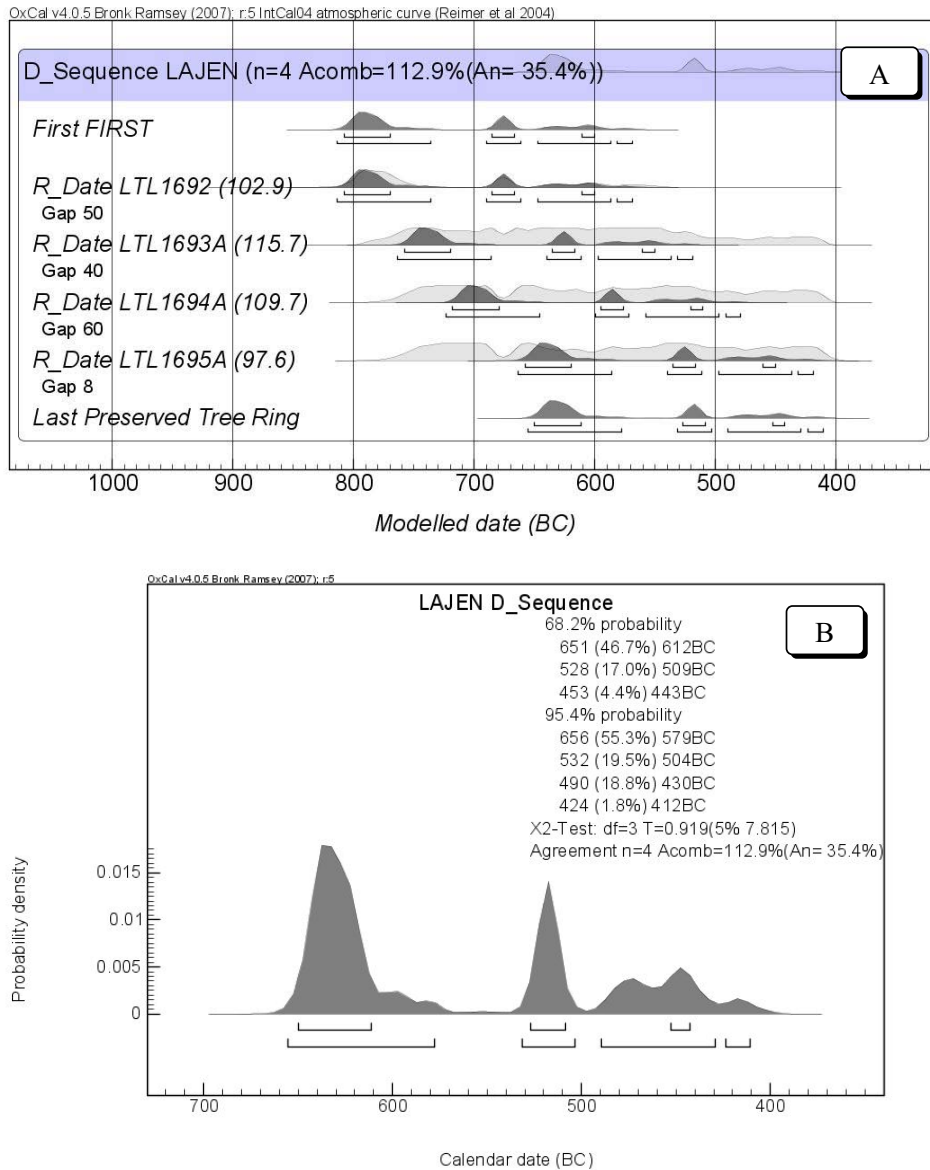 OxCal v4.0.5 Bronk Ramsey (2007); r:5 IntCal04 atmospheric curve (Reimer et al 2004)
D_Sequence LAJEN (n=4 Acomb=112.9%(An= 35.4%))
A
First FIRST
R_Date LTL1692 (102.9)
Gap 50
R_Date LTL1693A (115.7)
Gap 40
R_Date LTL1694A (109.7)
Gap 60
R_Date LTL1695A (97.6)
Gap 8
Last Preserved Tree Ring
1000 900 800 700 600 500 400
Modelled date (BC)
OxCal v4.0.5 Bronk Ramsey (2007); r:5
LAJEN D_Sequence
B
68.2% probability
651 (46.7%) 612BC
528 (17.0%) 509BC
453 (4.4%) 443BC
95.4% probability
656 (55.3%) 579BC
532 (19.5%) 504BC
490 (18.8%) 430BC
424 (1.8%) 412BC
X2-Test: df=3 T=0.919(5% 7.815)
Agreement n=4 Acomb=112.9%(An= 35.4%)
Probability density
0.015
0.01
0.005
0
700 600 500 400
Calendar date (BC)